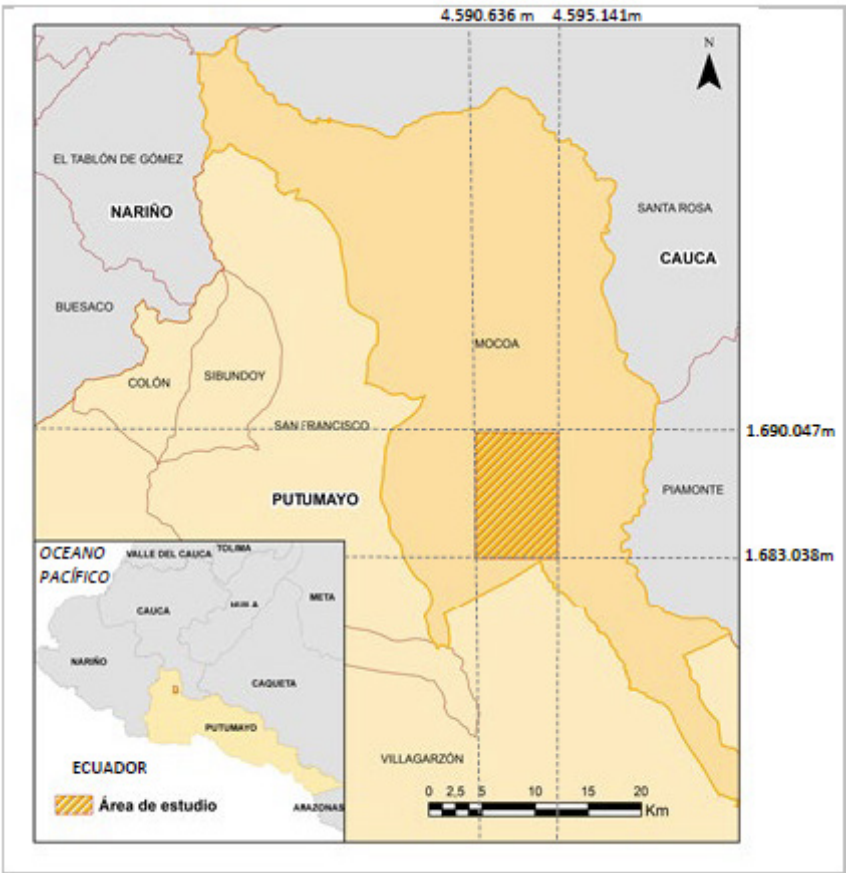 4.590.636 m 4.595.141m
N
EL TABLÓN DE GÓMEZ
NARIÑO
SANTA ROSA
CAUCA
BUESACO
MOCOA
COLÓN
SIBUNDOY
SAN FRANCISCO
1.690.047m
PUTUMAYO
PIAMONTE
1.683.038m
OCEANO
PACÍFICO
VALLE DEL CAUCA
TOLIMA
CAUCA
META
NARIÑO
CAQUETA
PUTUMAYO
ECUADOR
Área de estudio
VILLAGARZÓN
0 2,5 5 10 15 20
Km